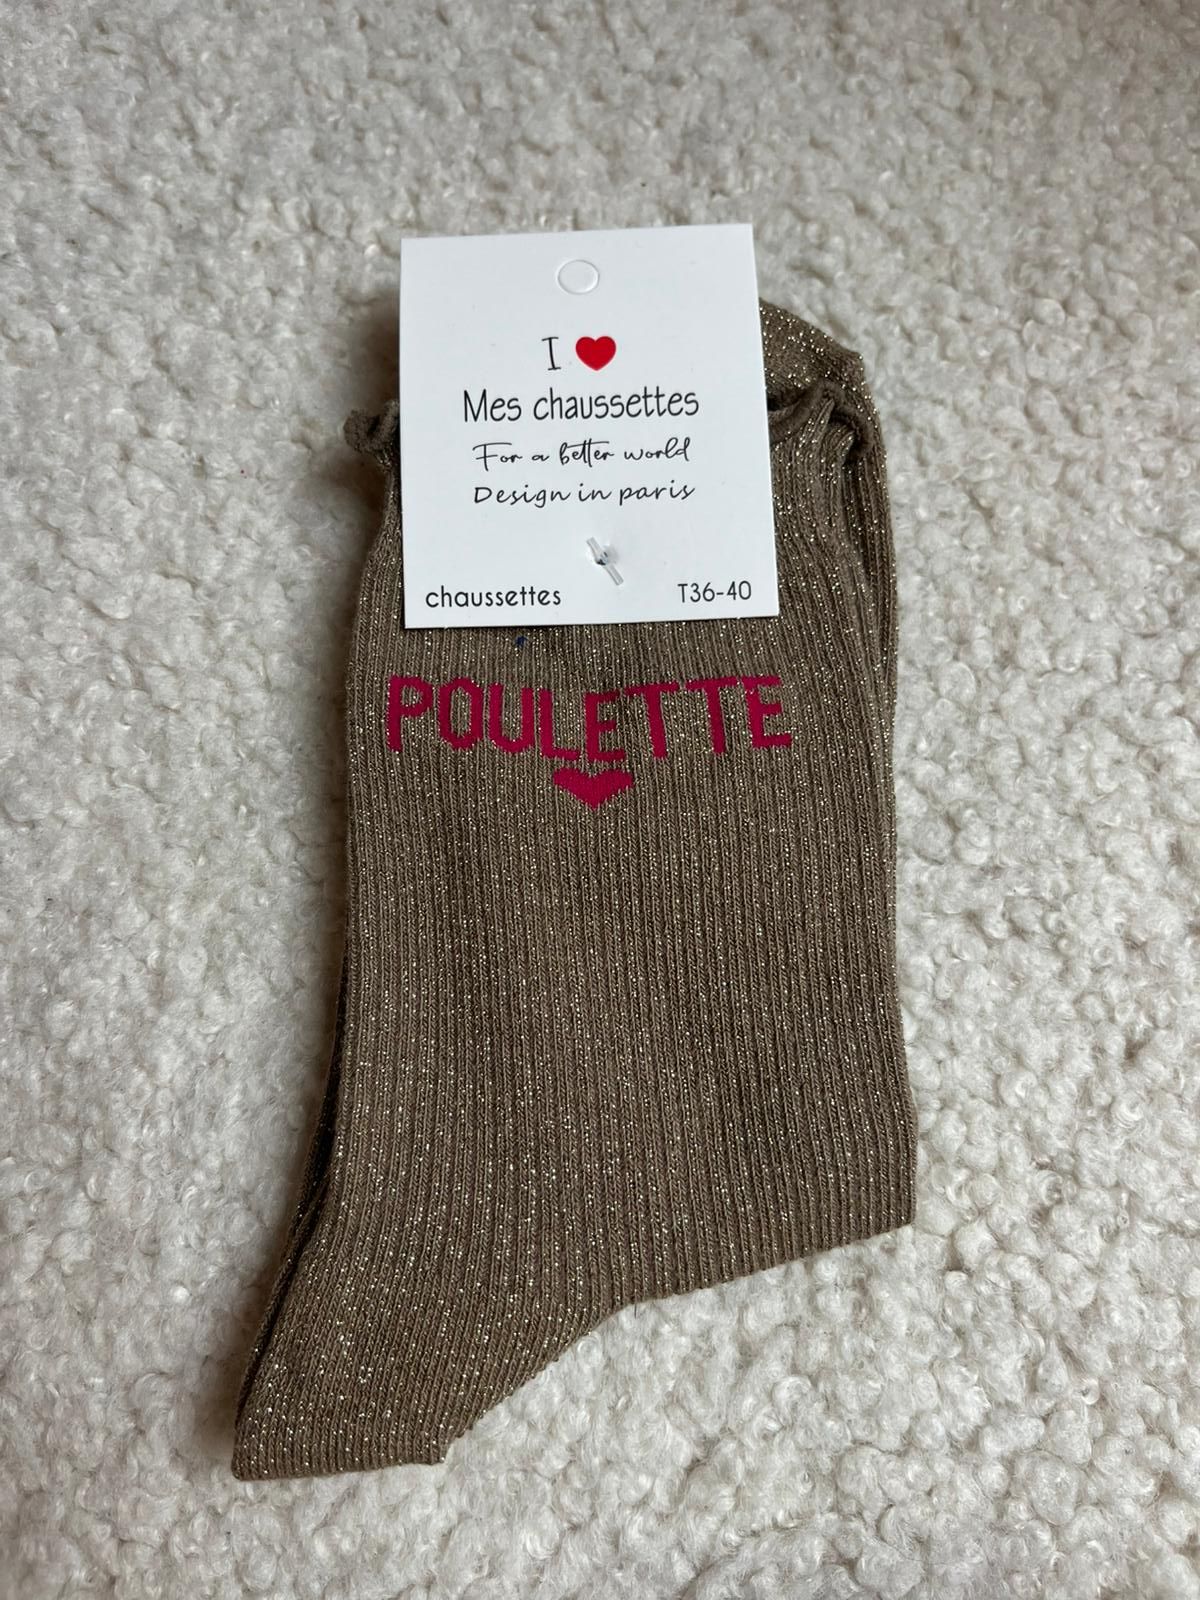 I ❤
Mes chaussettes
For a better world
Design in paris
chaussettes T36-40
POULETTE